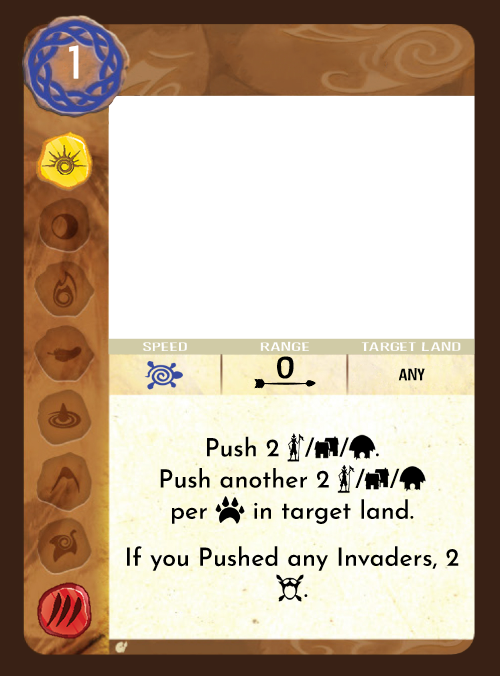 1
SPEED RANGE TARGET LAND
0 ANY
Push 2 / / .
Push another 2 / /
per in target land.
If you Pushed any Invaders, 2
.